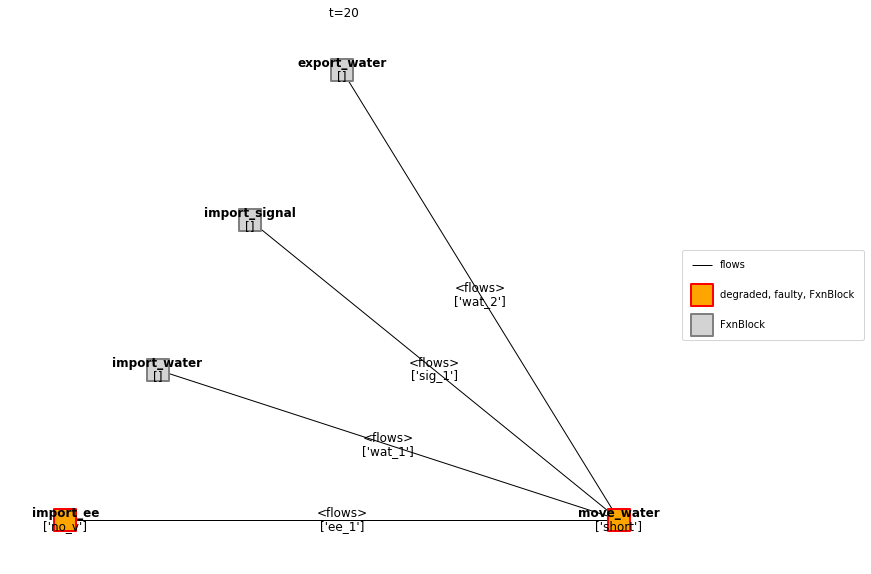 t=20
export_water
[]
import_signal
[]
<flows>
['wat_2']
flows
degraded, faulty, FxnBlock
FxnBlock
import_water
[]
<flows>
['sig_1']
<flows>
['wat_1']
import_ee
['no_v']
<flows>
['ee_1']
move_water
['short']